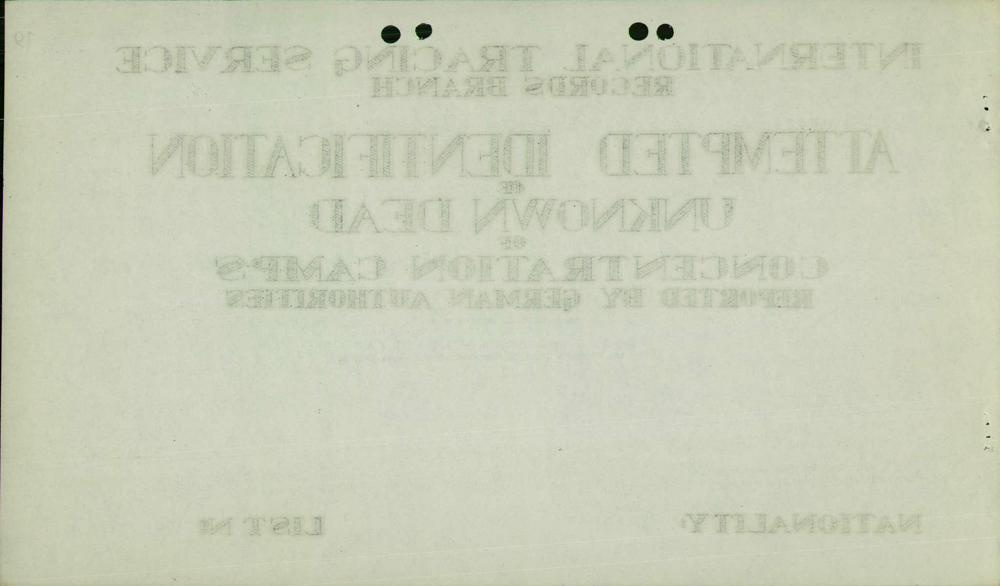 19
INTERNATIONAL TRACING SERVICE
RECORDS BRANCH
ATTEMPTED IDENTIFICATION
OF
UNKNOWN DEAD
OF
CONCENTRATION CAMPS
REPORTED BY GERMAN AUTHORITIES
NATIONALITY: LIST Nº